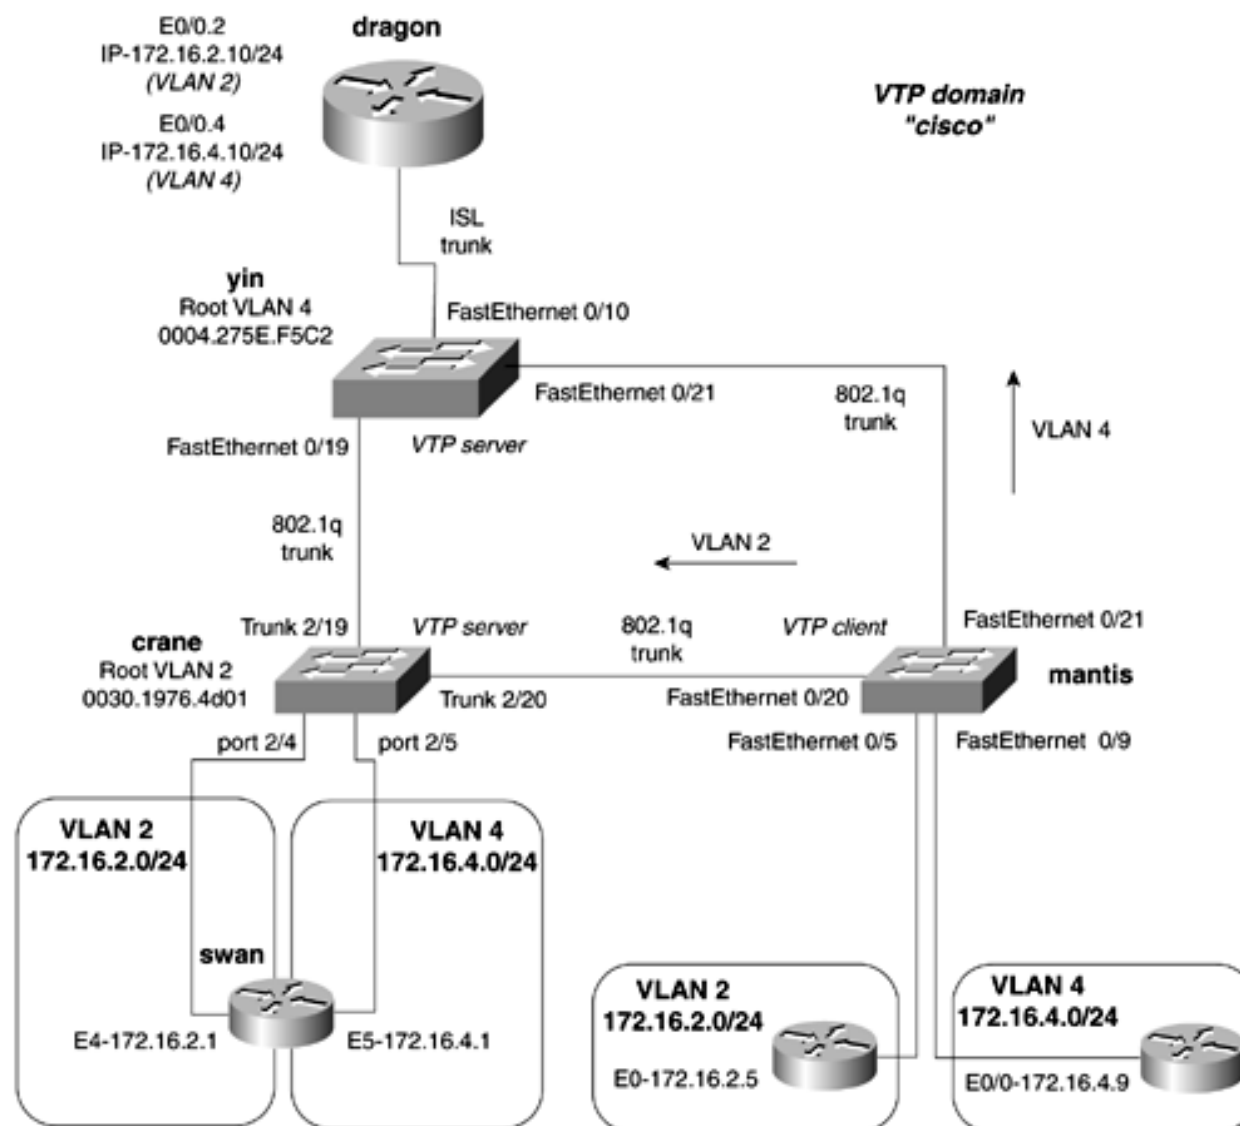 E0/0.2
IP-172.16.2.10/24
(VLAN 2)
E0/0.4
IP-172.16.4.10/24
(VLAN 4)
dragon
VTP domain
"cisco"
ISL
trunk
yin
Root VLAN 4
0004.275E.F5C2
FastEthernet 0/10
FastEthernet 0/21
802.1q
trunk
VLAN 4
FastEthernet 0/19
VTP server
802.1q
trunk
VLAN 2
crane
Root VLAN 2
0030.1976.4d01
Trunk 2/19
VTP server
802.1q
trunk
VTP client
FastEthernet 0/21
mantis
Trunk 2/20
FastEthernet 0/20
port 2/4
port 2/5
FastEthernet 0/5
FastEthernet 0/9
VLAN 2
172.16.2.0/24
VLAN 4
172.16.4.0/24
swan
E4-172.16.2.1
E5-172.16.4.1
VLAN 2
172.16.2.0/24
E0-172.16.2.5
VLAN 4
172.16.4.0/24
E0/0-172.16.4.9